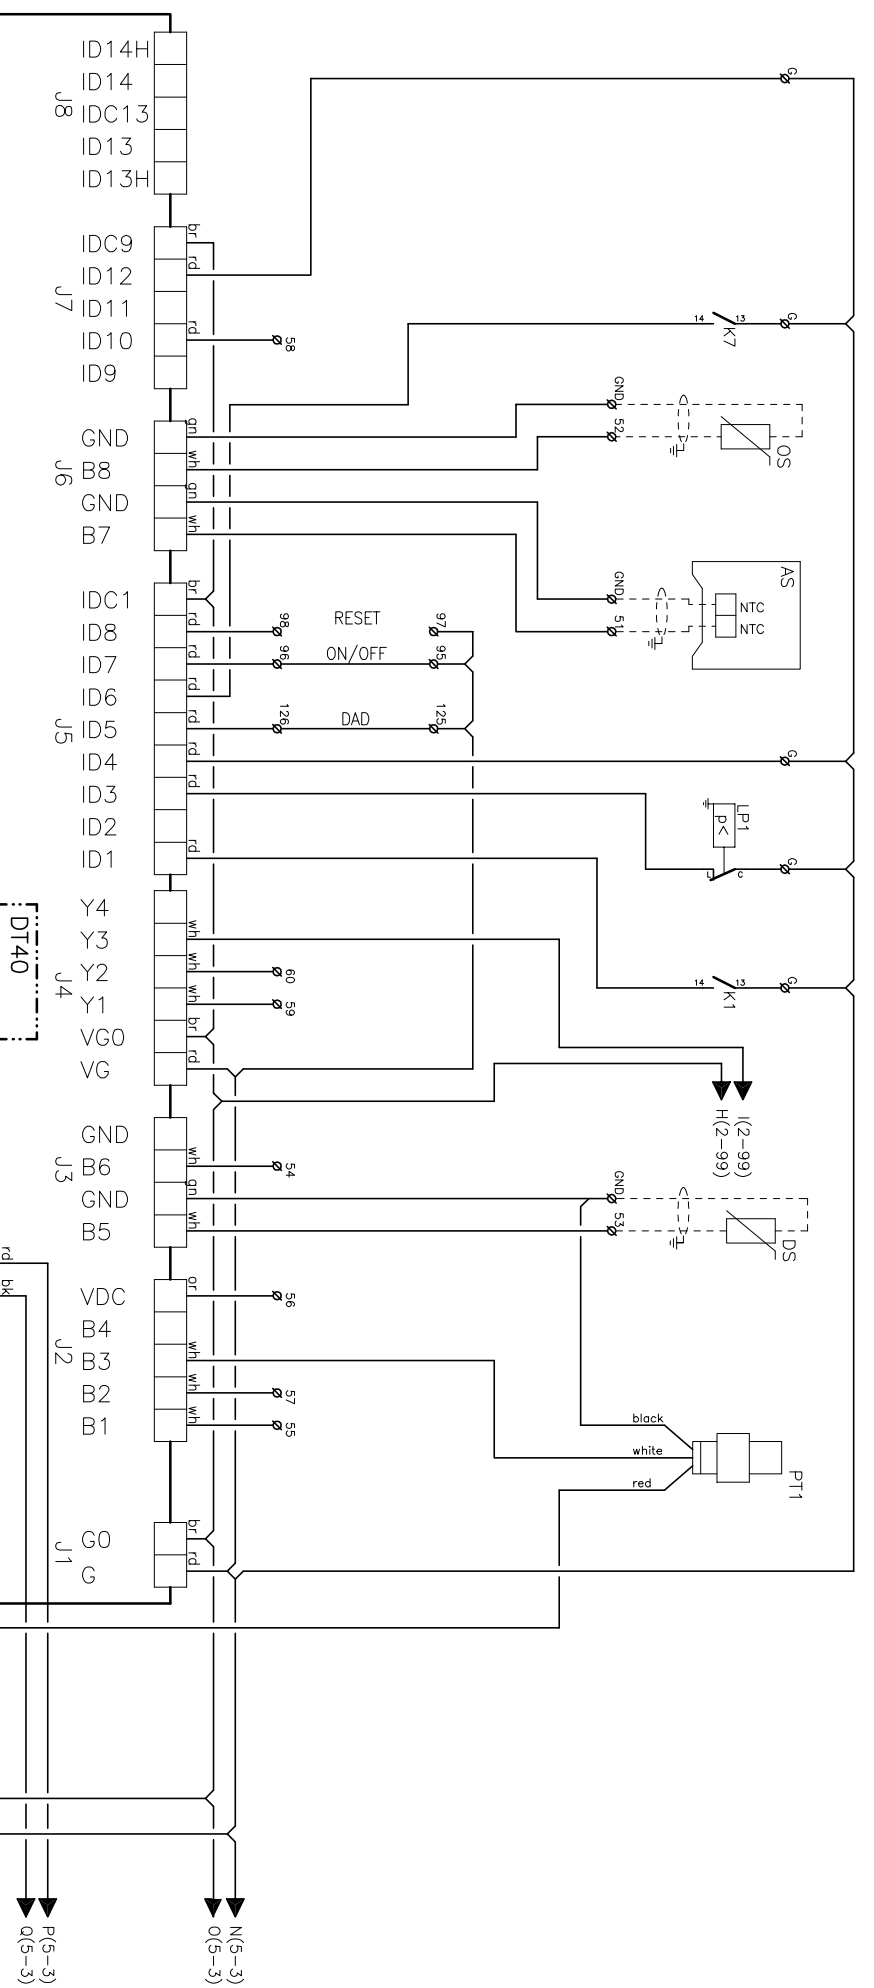 ID14H
ID14
IDC13
ID13
ID13H
J8
G
br
IDC9
rd
ID12
ID11
rd
ID10
58
ID9
J7
14
13
K7
G
gn
GND
wh
B8
gn
GND
wh
B7
J6
GND
52
OS
br
IDC1
rd
ID8
98
RESET
97
rd
ID7
96
ON/OFF
95
rd
ID6
rd
ID5
126
DAD
125
rd
ID4
rd
ID3
ID2
rd
ID1
J5
GND
51
AS
NTC
NTC
G
LP1
p<
L
C
G
Y4
wh
Y3
wh
Y2
60
wh
Y1
59
br
VG0
rd
VG
J4
DT40
14
13
K1
G
I(2-99)
H(2-99)
GND
wh
B6
54
gn
GND
wh
B5
J3
GND
53
DS
or
VDC
56
B4
wh
B3
wh
B2
57
wh
B1
55
J2
rd
bk
black
white
red
PT1
br
G0
rd
G
J1
N(5-3)
O(5-3)
P(5-3)
Q(5-3)